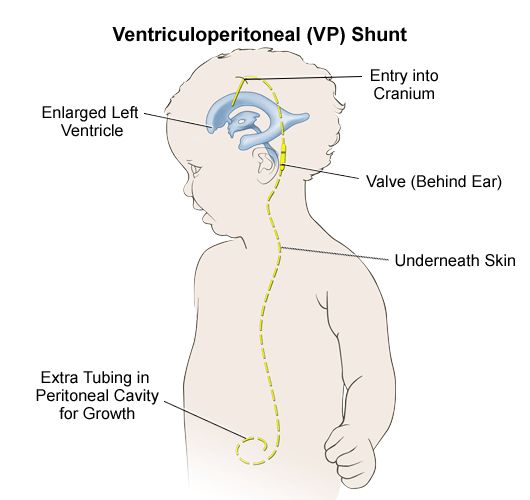 Ventriculoperitoneal (VP) Shunt
Entry into
Cranium
Enlarged Left
Ventricle
Valve (Behind Ear)
Underneath Skin
Extra Tubing in
Peritoneal Cavity
for Growth